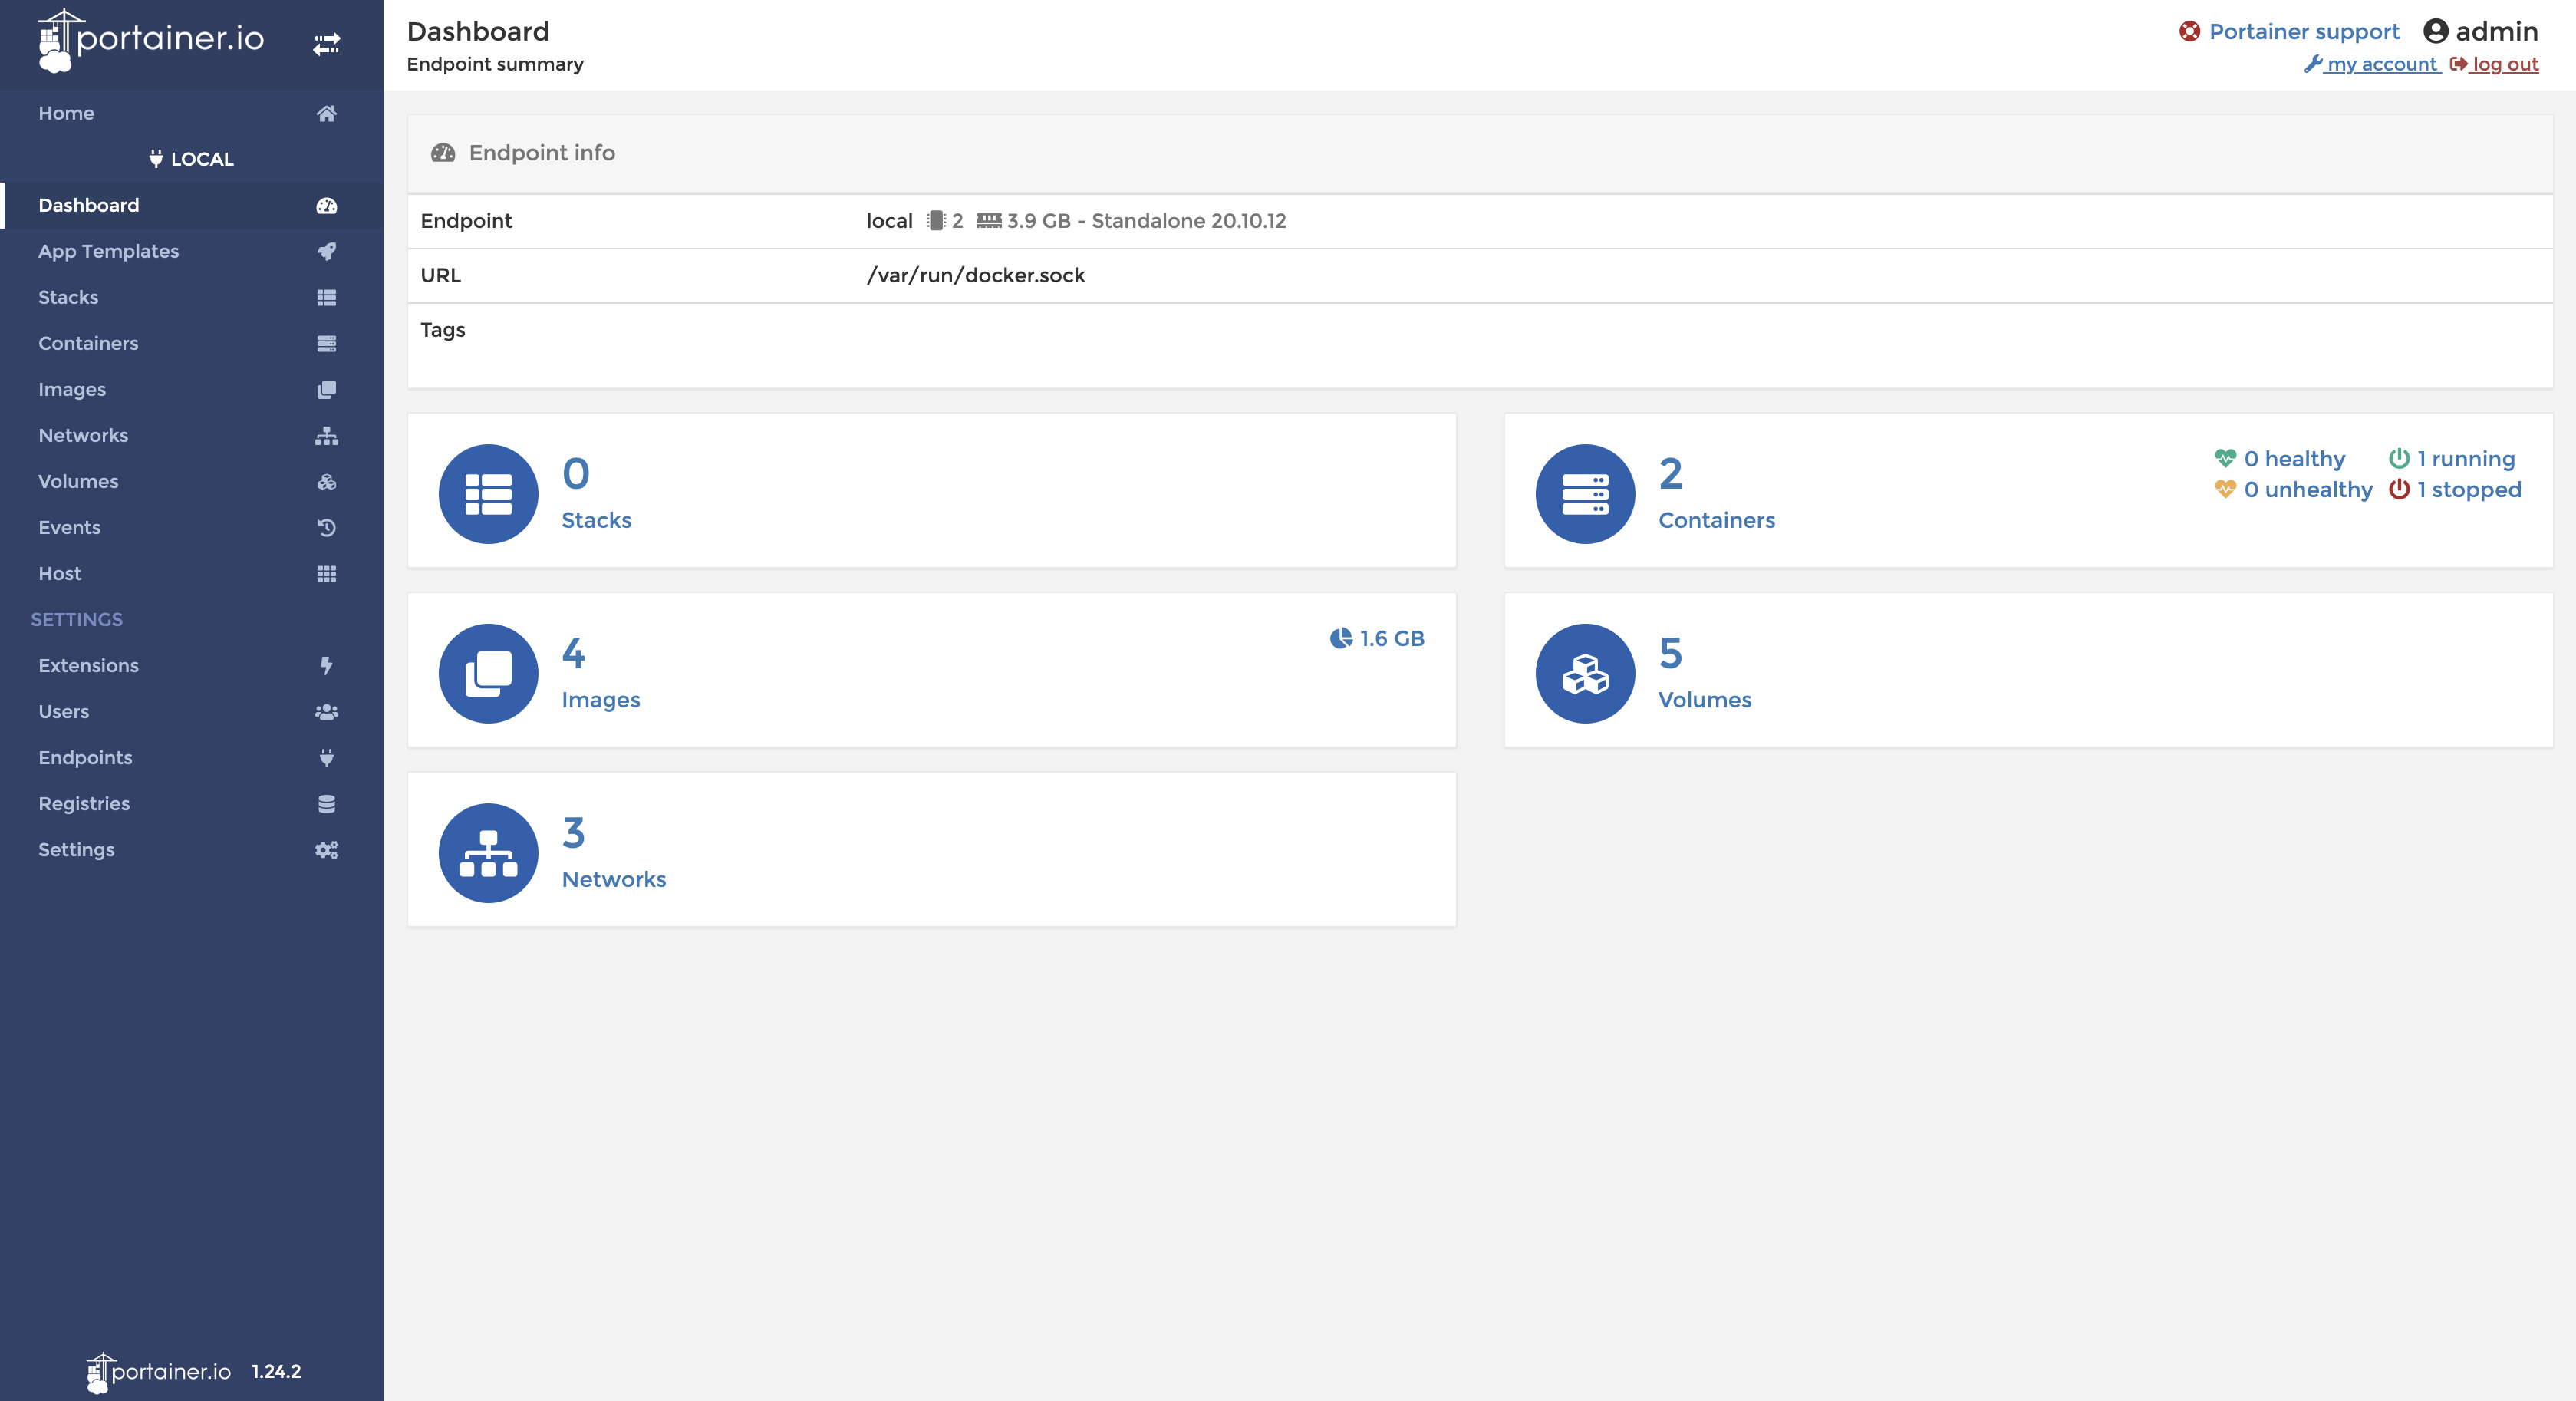 portainer.io
Home
LOCAL
Dashboard
App Templates
Stacks
Containers
Images
Networks
Volumes
Events
Host
SETTINGS
Extensions
Users
Endpoints
Registries
Settings
portainer.io 1.24.2
Dashboard
Endpoint summary
Portainer support admin
my account log out
Endpoint info
Endpoint local 2 3.9 GB - Standalone 20.10.12
URL /var/run/docker.sock
Tags
0
Stacks
2
Containers
0 healthy 1 running
0 unhealthy 1 stopped
4
Images
1.6 GB
5
Volumes
3
Networks